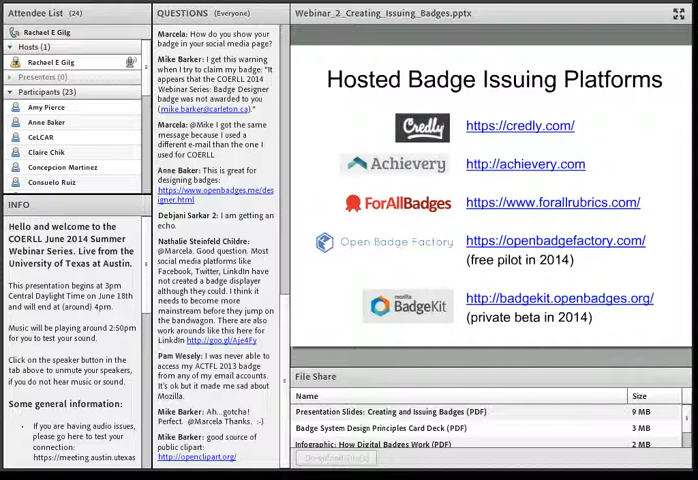 Attendee List (24)
Rachael E Gilg
Hosts (1)
Rachael E Gilg
Presenters (0)
Participants (23)
Amy Pierce
Anne Baker
CeLCAR
Claire Chik
Concepcion Martinez
Consuelo Ruiz
INFO
Hello and welcome to the
COERLL June 2014 Summer
Webinar Series. Live from the
University of Texas at Austin.
This presentation begins at 3pm
Central Daylight Time on June 18th
and will end at (around) 4pm.
Music will be playing around 2:50pm
for you to test your sound.
Click on the speaker button in the
tab above to unmute your speakers,
if you do not hear music or sound.
Some general information:
• If you are having audio issues,
please go here to test your
connection:
https://meeting.austin.utexas
QUESTIONS (Everyone)
Marcela: How do you show your
badge in your social media page?
Mike Barker: I get this warning
when I try to claim my badge: "It
appears that the COERLL 2014
Webinar Series: Badge Designer
badge was not awarded to you
(mike.barker@carleton.ca)."
Marcela: @Mike I got the same
message because I used a
different e-mail than the one I
used for COERLL
Anne Baker: This is great for
designing badges:
https://www.openbadges.me/des
igner.html
Debjani Sarkar 2: I am getting an
echo.
Nathalie Steinfeld Childre:
@Marcela. Good question. Most
social media platforms like
Facebook, Twitter, LinkdIn have
not created a badge displayer
although they could. I think it
needs to become more
mainstream before they jump on
the bandwagon. There are also
work arounds like this here for
LinkdIn http://goo.gl/Aje4Fy
Pam Wesely: I was never able to
access my ACTFL 2013 badge
from any of my email accounts.
It's ok but it made me sad about
Mozilla.
Mike Barker: Ah...gotcha!
Perfect. @Marcela Thanks. :-)
Mike Barker: good source of
public clipart:
http://openclipart.org/
Webinar_2_Creating_Issuing_Badges.pptx
Hosted Badge Issuing Platforms
Credly https://credly.com/
Achievery http://achievery.com
ForAllBadges https://www.forallrubrics.com/
Open Badge Factory https://openbadgefactory.com/
(free pilot in 2014)
mozilla
BadgeKit http://badgekit.openbadges.org/
(private beta in 2014)
File Share
Name Size
Presentation Slides: Creating and Issuing Badges (PDF) 9 MB
Badge System Design Principles Card Deck (PDF) 3 MB
Infographic: How Digital Badges Work (PDF) 2 MB
Download File(s)